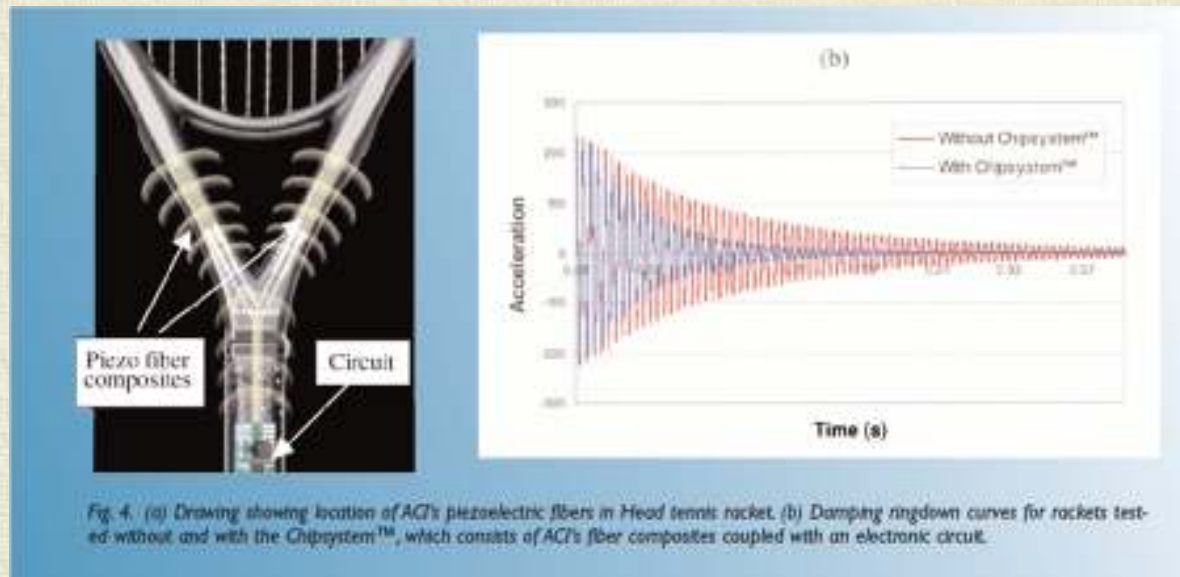 Piezo fiber
composites
Circuit
(b)
Without Chipsystem™
With Chipsystem™
Acceleration
0
Time (s)
Fig. 4. (a) Drawing showing location of ACI's piezoelectric fibers in Head tennis racket. (b) Damping ringdown curves for rackets test-
ed without and with the Chipsystem™, which consists of ACI's fiber composites coupled with an electronic circuit.